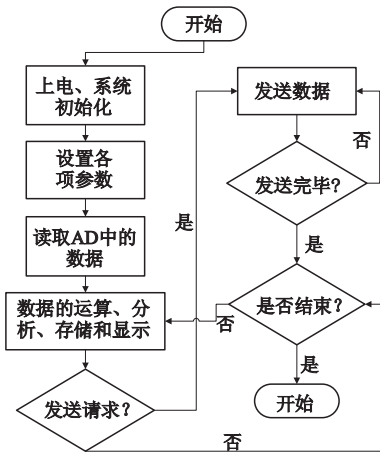 开始
上电、系统
初始化
设置各
项参数
读取AD中的
数据
数据的运算、分
析、存储和显示
发送请求?
是
否
发送数据
发送完毕?
否
是
是否结束?
否
是
开始